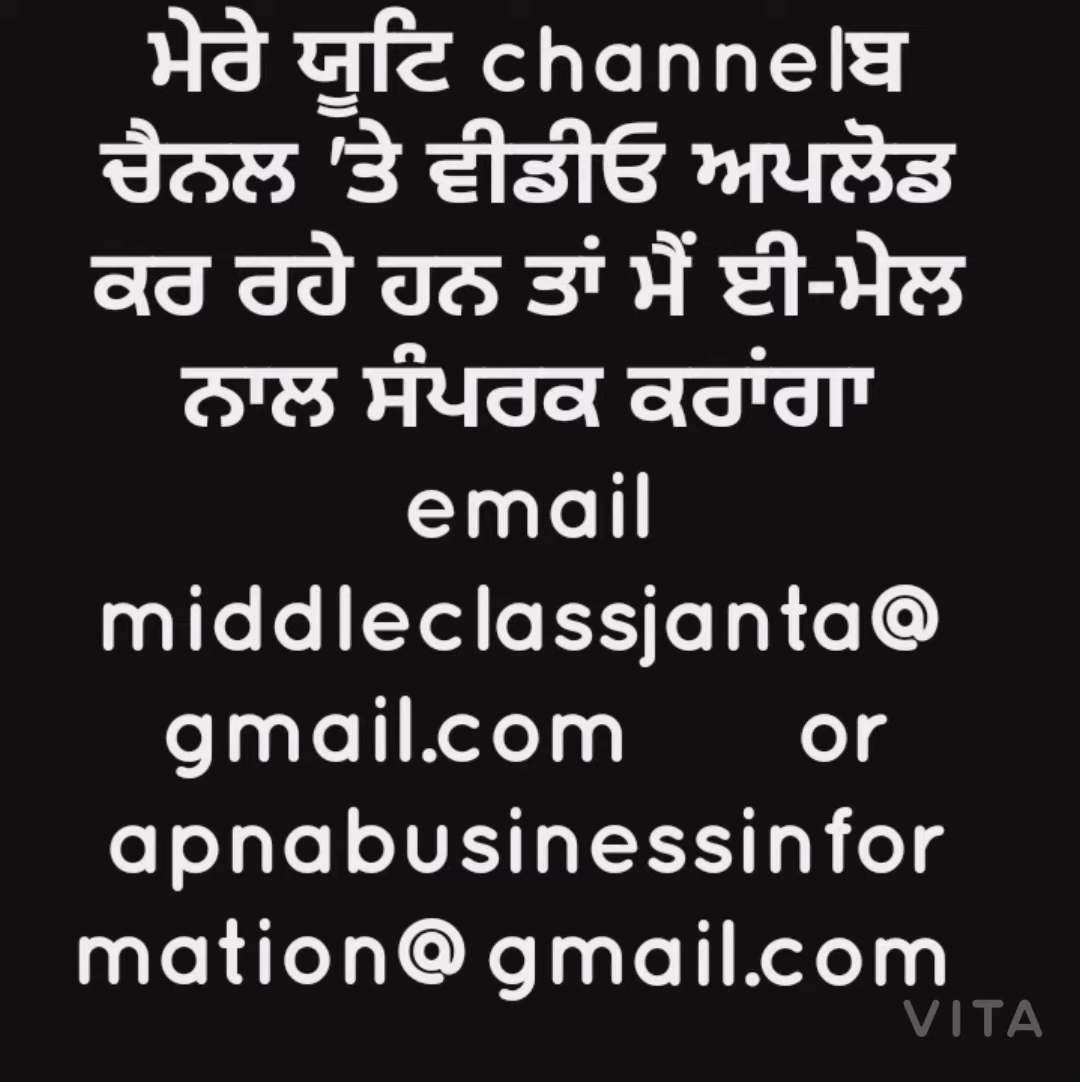 ਮੇਰੇ ਯੂਟਿ channelਬ
ਚੈਨਲ 'ਤੇ ਵੀਡੀਓ ਅਪਲੋਡ
ਕਰ ਰਹੇ ਹਨ ਤਾਂ ਮੈਂ ਈ-ਮੇਲ
ਨਾਲ ਸੰਪਰਕ ਕਰਾਂਗਾ
email
middleclassjanta@
gmail.com or
apnabusinessinfor
mation@gmail.com
VITA